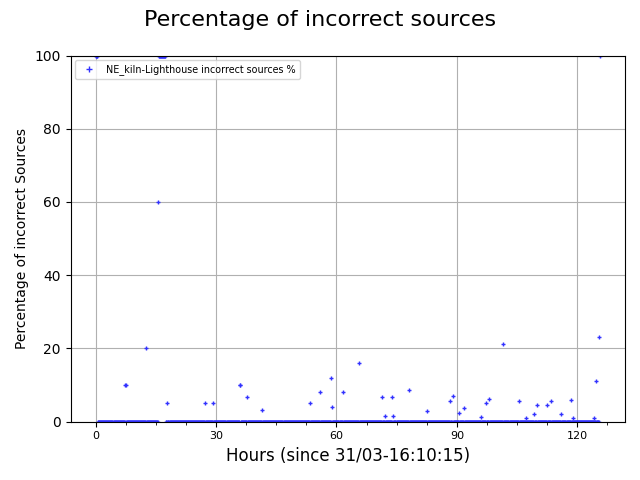 Percentage of incorrect sources
100
NE_kiln-Lighthouse incorrect sources %
80
60
40
20
0
Percentage of incorrect Sources
0 30 60 90 120
Hours (since 31/03-16:10:15)